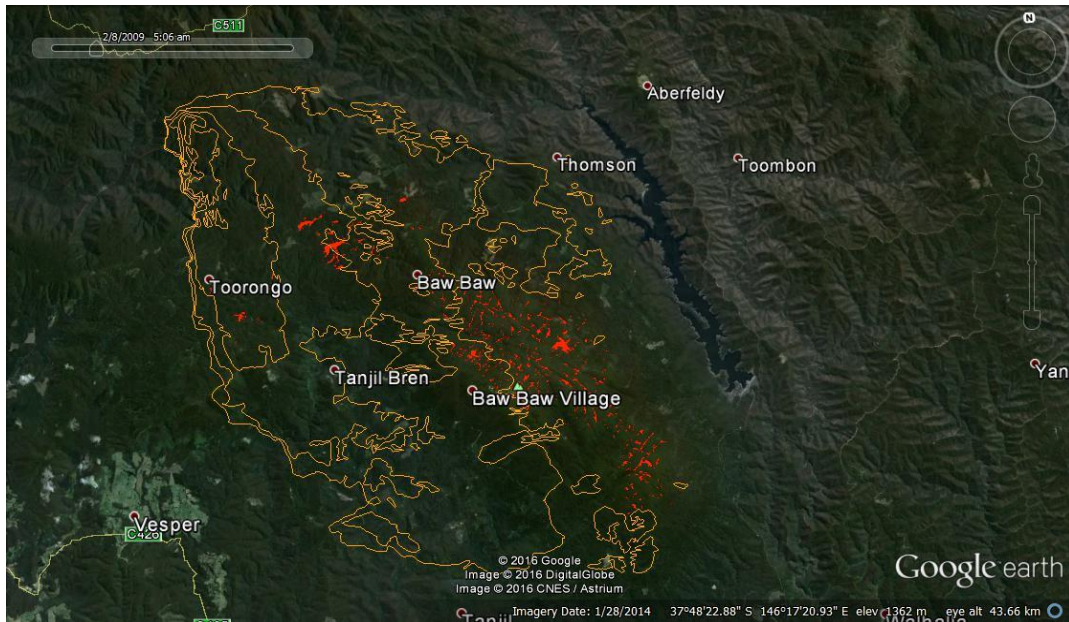 C511
N
2/8/2009 5:06 am
Aberfeldy
Thomson
Toombon
Baw Baw
Toorongo
Yan
Tanjil Bren
Baw Baw Village
Vesper
C426
© 2016 Google
Image © 2016 DigitalGlobe
Image © 2016 CNES / Astrium
Google earth
Tanjil
Imagery Date: 1/28/2014 37°48'22.88" S 146°17'20.93" E elev 1362 m eye alt 43.66 km